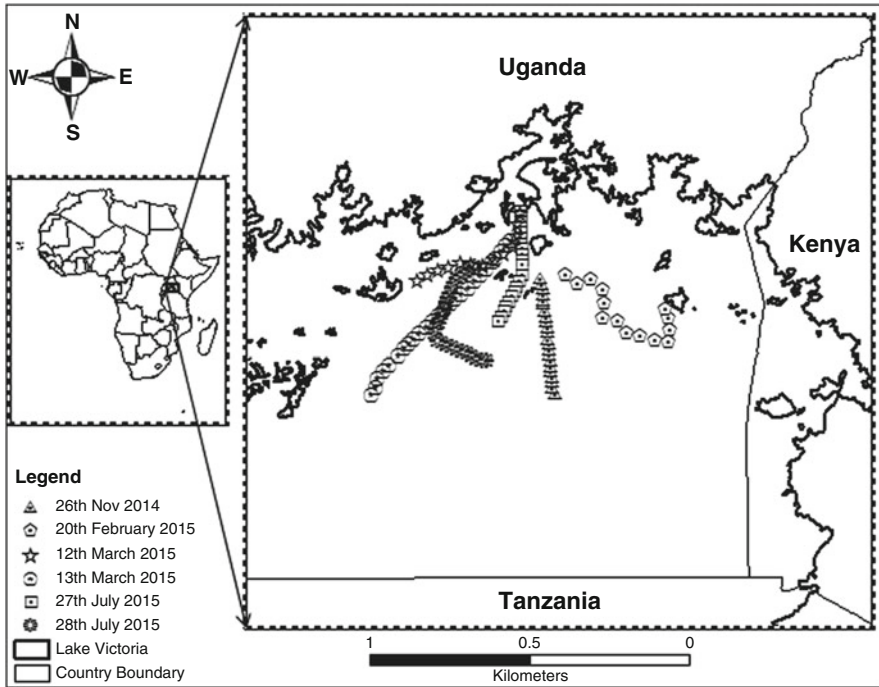 N
W E
S
Uganda
Kenya
Tanzania
Legend
26th Nov 2014
20th February 2015
12th March 2015
13th March 2015
27th July 2015
28th July 2015
Lake Victoria
Country Boundary
1 0.5 0
Kilometers